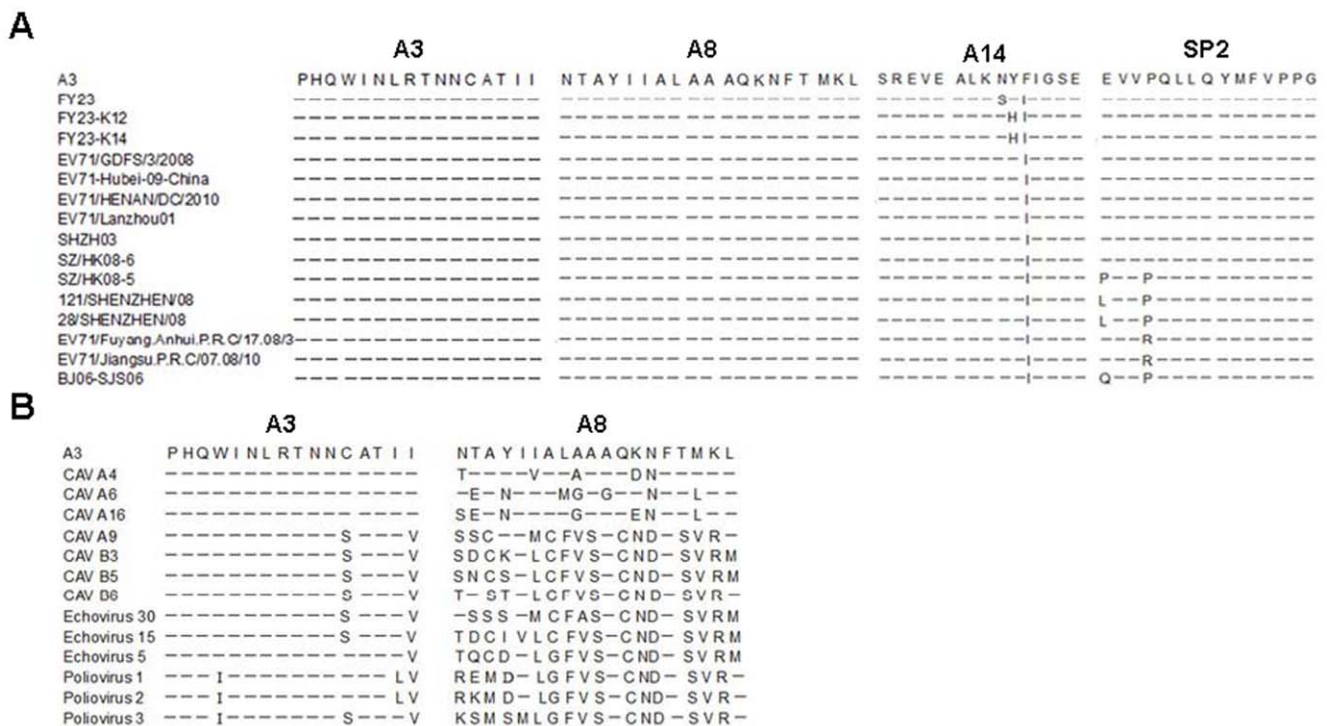 A
A3 A8 A14 SP2
A3 PHQWINLRTNNCATII NTAYIIALAAAQKNFTMKL SREVE ALKNYFIGSE EVVPQLLQYMFVPPG
FY23 ---------------- ------------------- --------S-I---- ---------------
FY23-K12 ---------------- ------------------- ---------HI---- ---------------
FY23-K14 ---------------- ------------------- ---------HI---- ---------------
EV71/GDFS/3/2008 ---------------- ------------------- ----------I---- ---------------
EV71-Hubei-09-China ---------------- ------------------- ----------I---- ---------------
EV71/HENAN/DC/2010 ---------------- ------------------- ----------I---- ---------------
EV71/Lanzhou01 ---------------- ------------------- ----------I---- ---------------
SHZH03 ---------------- ------------------- ----------I---- ---------------
SZ/HK08-6 ---------------- ------------------- ----------I---- ---------------
SZ/HK08-5 ---------------- ------------------- ----------I---- P--P-----------
121/SHENZHEN/08 ---------------- ------------------- ----------I---- L--P-----------
28/SHENZHEN/08 ---------------- ------------------- ----------I---- L--P-----------
EV71/Fuyang.Anhui.P.R.C/17.08/3 ---------------- ------------------- ----------I---- ---R-----------
EV71/Jiangsu.P.R.C/07.08/10 ---------------- ------------------- ----------I---- ---R-----------
BJ06-SJS06 ---------------- ------------------- ----------I---- Q--P-----------
B
A3 A8
A3 PHQWINLRTNNCATII NTAYIIALAAAQKNFTMKL
CAV A4 ---------------- T----V--A---DN-----
CAV A6 ---------------- -E-N---MG-G--N--L--
CAV A16 ---------------- SE-N----G---EN--L--
CAV A9 -----------S---V SSC--MCFVS-CND-SVR-
CAV B3 -----------S---V SDCK-LCFVS-CND-SVRM
CAV B5 -----------S---V SNCS-LCFVS-CND-SVRM
CAV B6 -----------S---V T-ST-LCFVS-CND-SVR-
Echovirus 30 -----------S---V -SSS-MCFAS-CND-SVRM
Echovirus 15 -----------S---V TDCIVLCFVS-CND-SVRM
Echovirus 5 ---------------V TQCD-LGFVS-CND-SVRM
Poliovirus 1 ---I----------LV REMD-LGFVS-CND-SVR-
Poliovirus 2 ---I----------LV RKMD-LGFVS-CND-SVR-
Poliovirus 3 ---I-------S---V KSMSMLGFVS-CND-SVR-